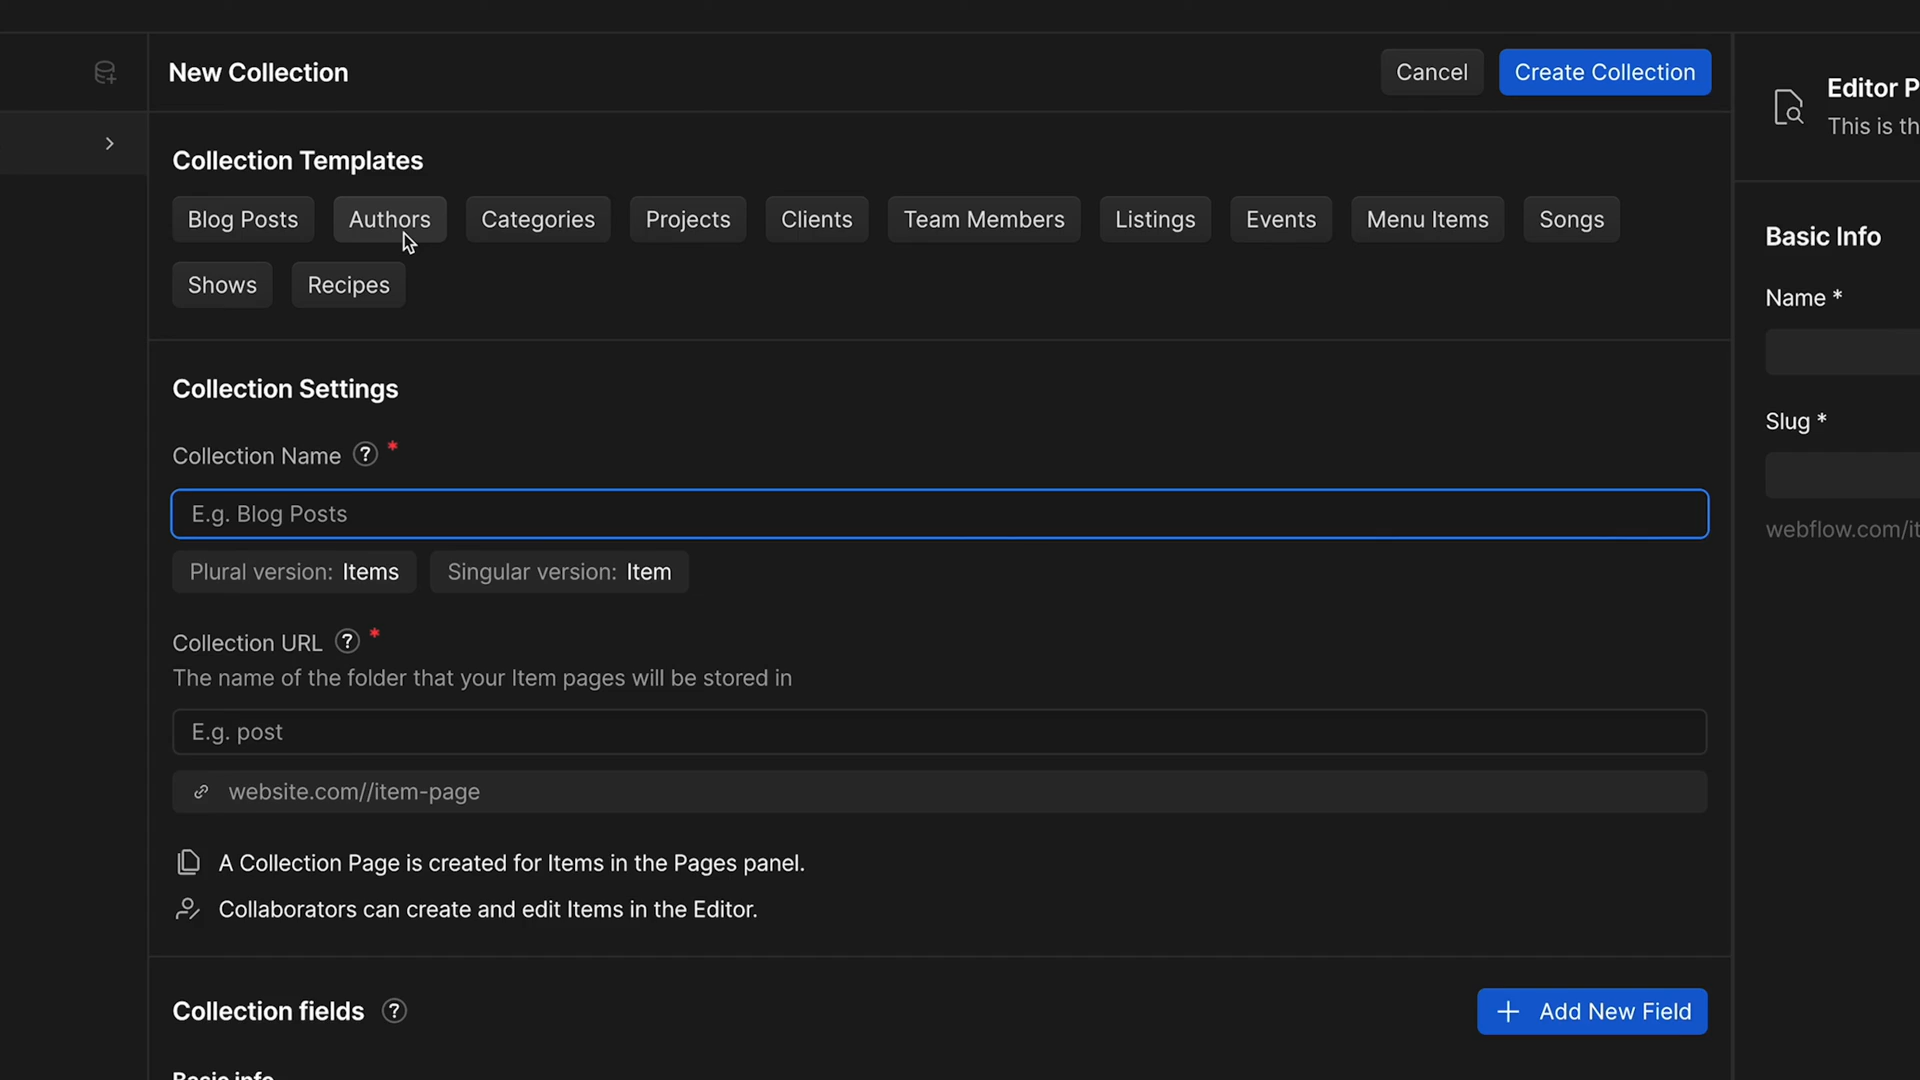 New Collection
Cancel
Create Collection
Collection Templates
Blog Posts
Authors
Categories
Projects
Clients
Team Members
Listings
Events
Menu Items
Songs
Shows
Recipes
Collection Settings
Collection Name ? *
E.g. Blog Posts
Plural version: Items
Singular version: Item
Collection URL ? *
The name of the folder that your Item pages will be stored in
E.g. post
website.com//item-page
A Collection Page is created for Items in the Pages panel.
Collaborators can create and edit Items in the Editor.
Collection fields ?
+ Add New Field
Basic info
Editor P
This is th
Basic Info
Name *
Slug *
webflow.com/it